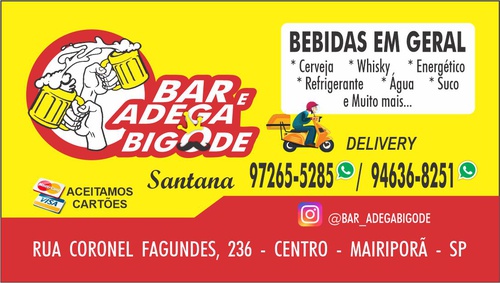 BAR E
ADEGA
BIGODE
BEBIDAS EM GERAL
* Cerveja * Whisky * Energético
* Refrigerante * Água * Suco
e Muito mais...
DELIVERY
Santana 97265-5285 / 94636-8251
MasterCard
VISA
ACEITAMOS
CARTÕES
@BAR_ADEGABIGODE
RUA CORONEL FAGUNDES, 236 - CENTRO - MAIRIPORÃ - SP